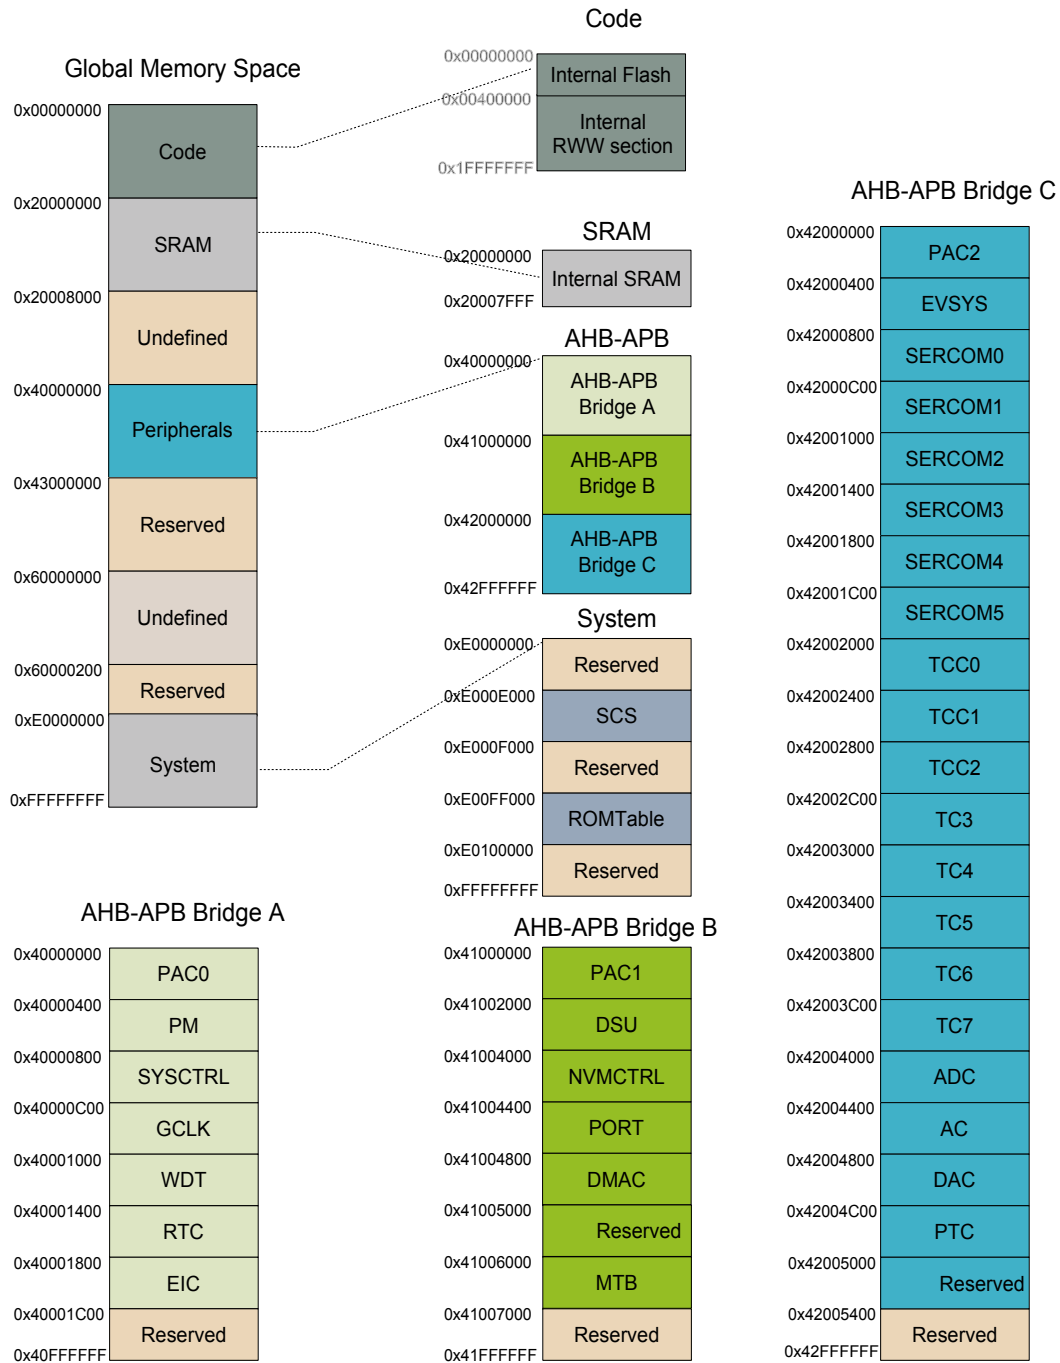 Global Memory Space
0x00000000
Code
0x20000000
SRAM
0x20008000
Undefined
0x40000000
Peripherals
0x43000000
Reserved
0x60000000
Undefined
0x60000200
Reserved
0xE0000000
System
0xFFFFFFFF
Code
0x00000000
Internal Flash
0x00400000
Internal
RWW section
0x1FFFFFFF
SRAM
0x20000000
Internal SRAM
0x20007FFF
AHB-APB
0x40000000
AHB-APB
Bridge A
0x41000000
AHB-APB
Bridge B
0x42000000
AHB-APB
Bridge C
0x42FFFFFF
System
0xE0000000
Reserved
0xE000E000
SCS
0xE000F000
Reserved
0xE00FF000
ROMTable
0xE0100000
Reserved
0xFFFFFFFF
AHB-APB Bridge A
0x40000000
PAC0
0x40000400
PM
0x40000800
SYSCTRL
0x40000C00
GCLK
0x40001000
WDT
0x40001400
RTC
0x40001800
EIC
0x40001C00
Reserved
0x40FFFFFF
AHB-APB Bridge B
0x41000000
PAC1
0x41002000
DSU
0x41004000
NVMCTRL
0x41004400
PORT
0x41004800
DMAC
0x41005000
Reserved
0x41006000
MTB
0x41007000
Reserved
0x41FFFFFF
AHB-APB Bridge C
0x42000000
PAC2
0x42000400
EVSYS
0x42000800
SERCOM0
0x42000C00
SERCOM1
0x42001000
SERCOM2
0x42001400
SERCOM3
0x42001800
SERCOM4
0x42001C00
SERCOM5
0x42002000
TCC0
0x42002400
TCC1
0x42002800
TCC2
0x42002C00
TC3
0x42003000
TC4
0x42003400
TC5
0x42003800
TC6
0x42003C00
TC7
0x42004000
ADC
0x42004400
AC
0x42004800
DAC
0x42004C00
PTC
0x42005000
Reserved
0x42005400
Reserved
0x42FFFFFF